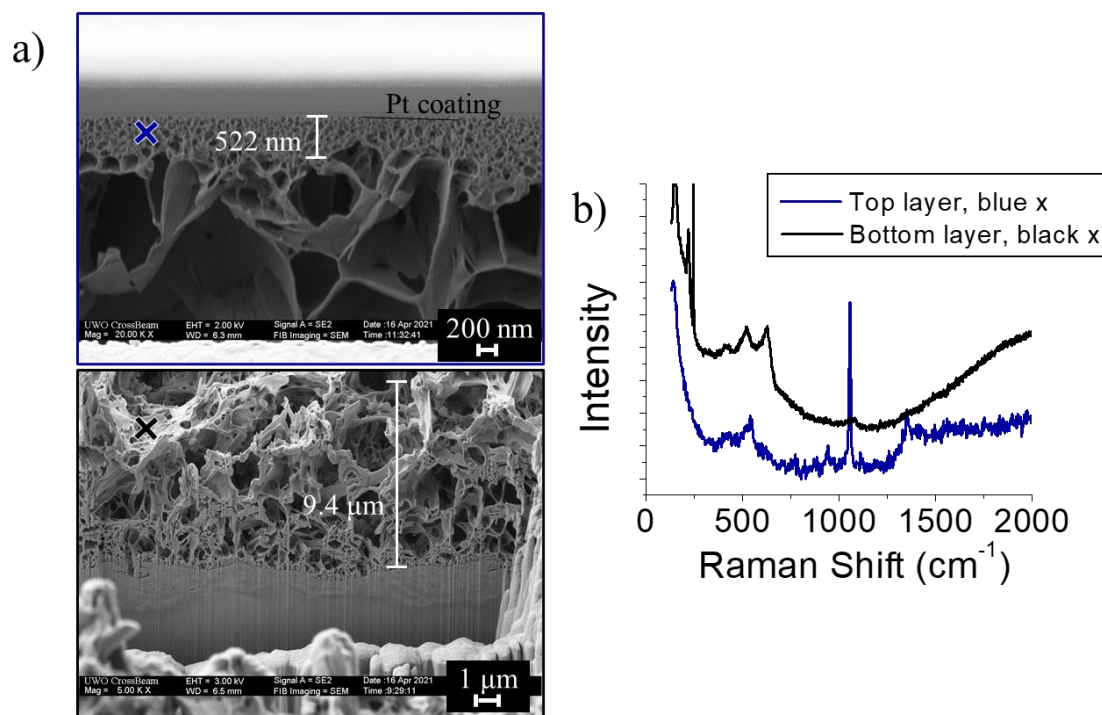 a)
Pt coating
522 nm
UWO CrossBeam
Mag = 20.00 K X
EHT = 2.00 kV
WD = 6.3 mm
Signal A = SE2
FIB Imaging = SEM
Date :16 Apr 2021
Time :11:32:41
200 nm
9.4 µm
UWO CrossBeam
Mag = 5.00 K X
EHT = 3.00 kV
WD = 6.5 mm
Signal A = SE2
FIB Imaging = SEM
Date :16 Apr 2021
Time :9:29:11
1 µm
b)
Top layer, blue x
Bottom layer, black x
Intensity
0
500
1000
1500
2000
Raman Shift (cm⁻¹)